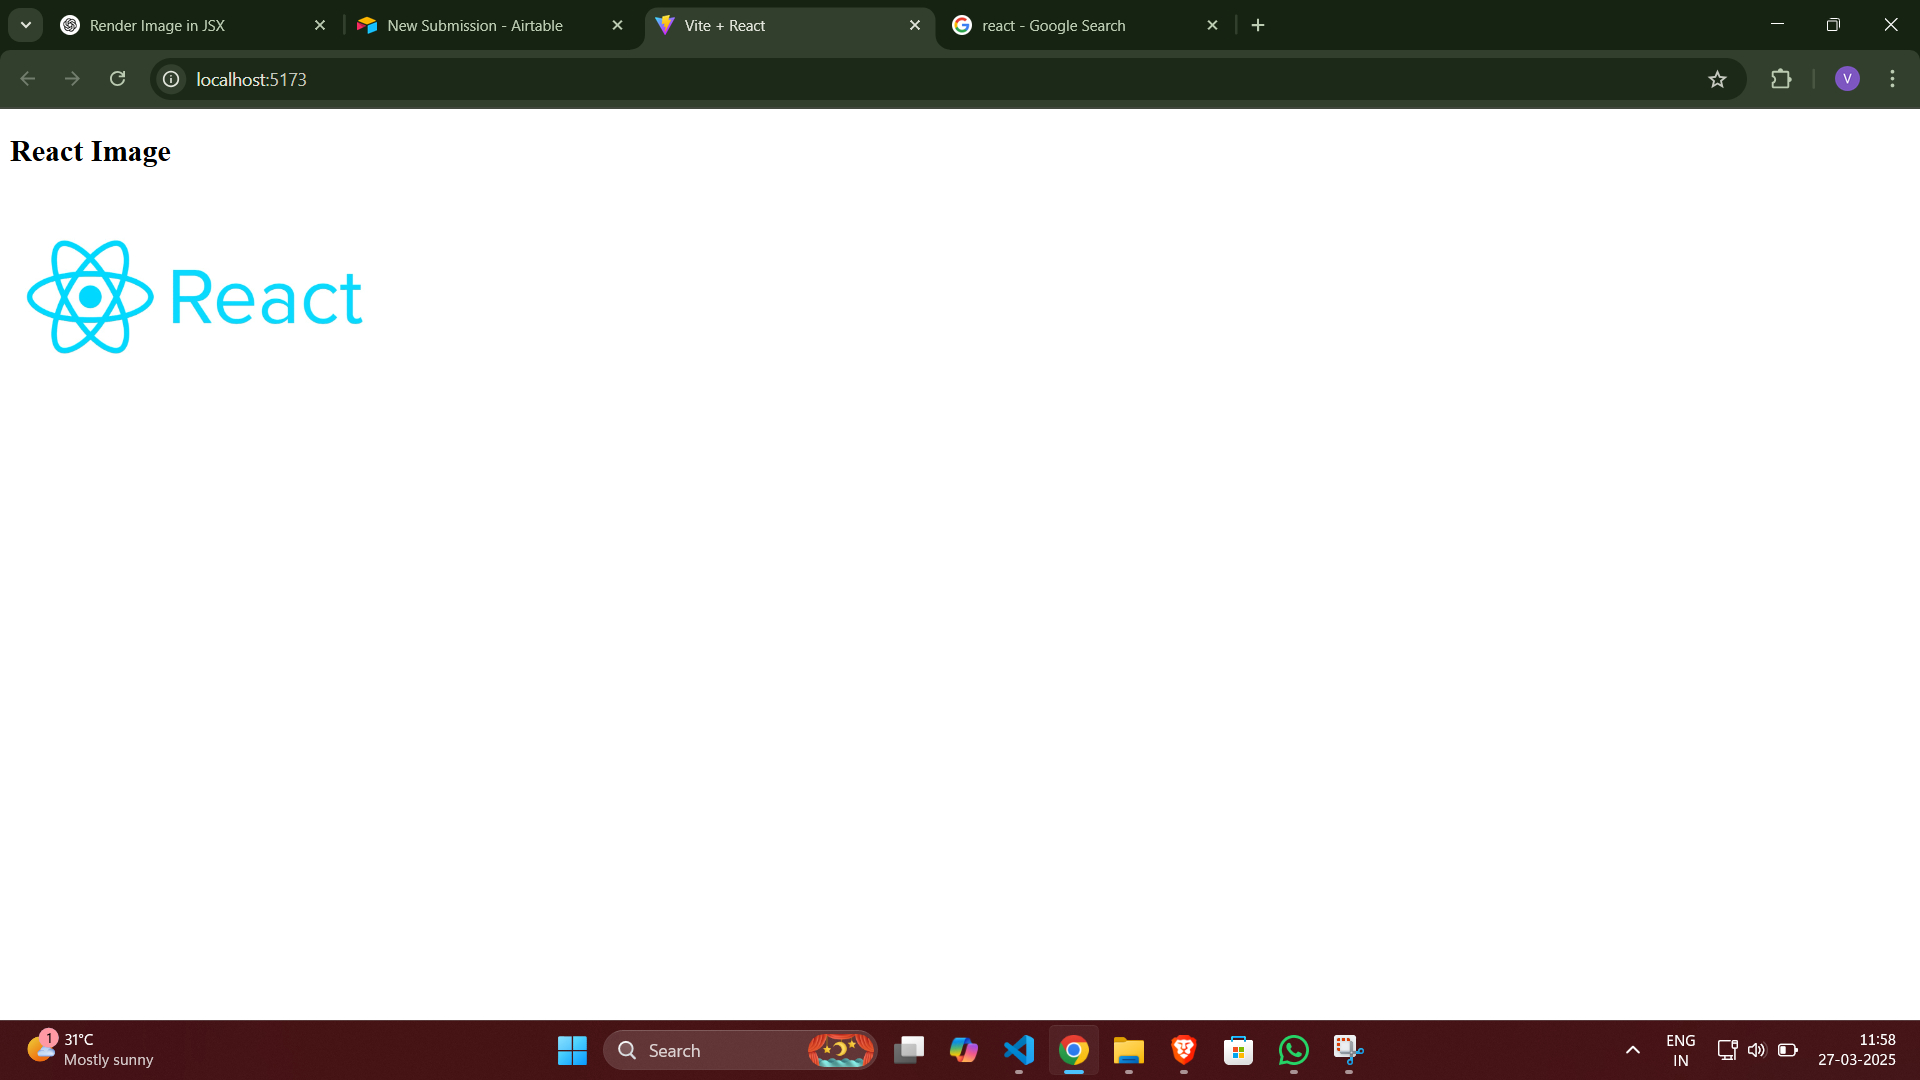 Render Image in JSX
New Submission - Airtable
Vite + React
react - Google Search
localhost:5173
V
React Image
React
1
31°C
Mostly sunny
Search
ENG
IN
11:58
27-03-2025